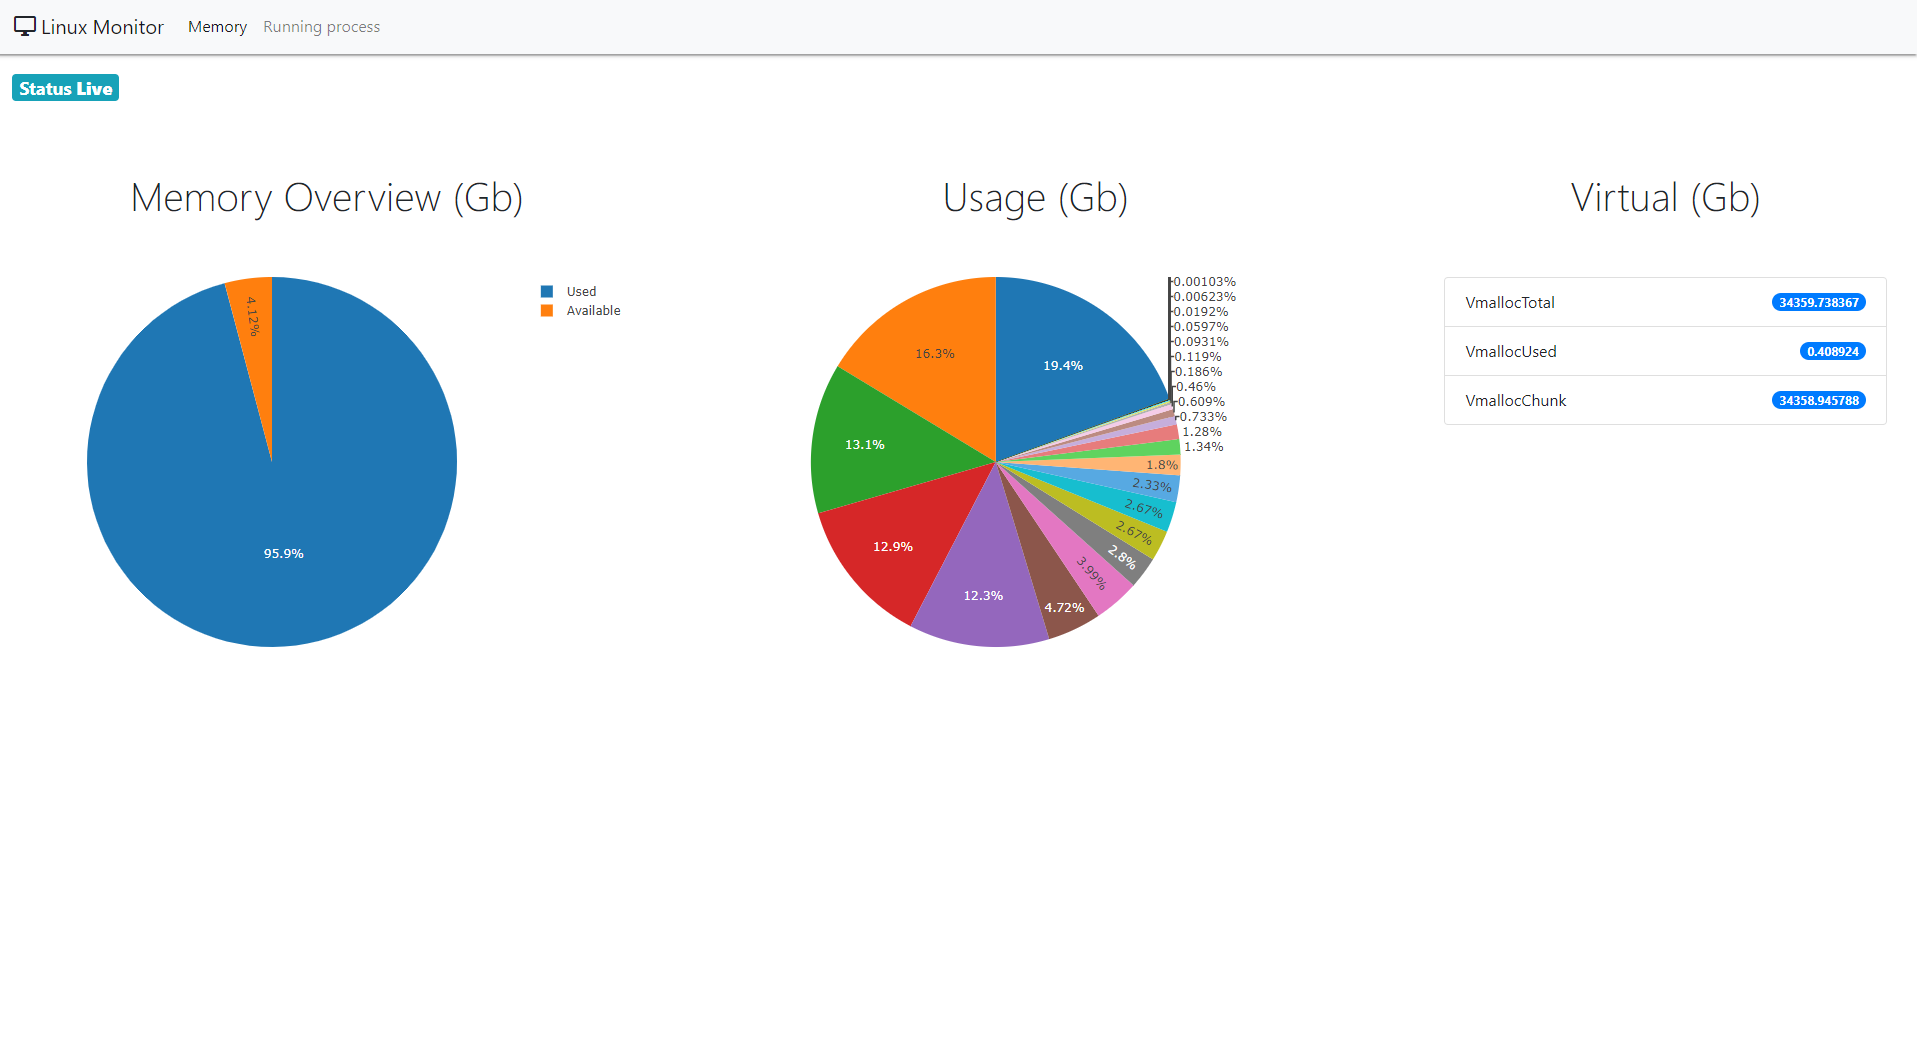 Linux Monitor Memory Running process
Status Live
Memory Overview (Gb)
4.12%
95.9%
Used
Available
Usage (Gb)
19.4%
16.3%
13.1%
12.9%
12.3%
4.72%
3.99%
2.8%
2.67%
2.67%
2.33%
1.8%
1.34%
1.28%
0.733%
0.609%
0.46%
0.186%
0.119%
0.0931%
0.0597%
0.0192%
0.00623%
0.00103%
Virtual (Gb)
VmallocTotal 34359.738367
VmallocUsed 0.408924
VmallocChunk 34358.945788